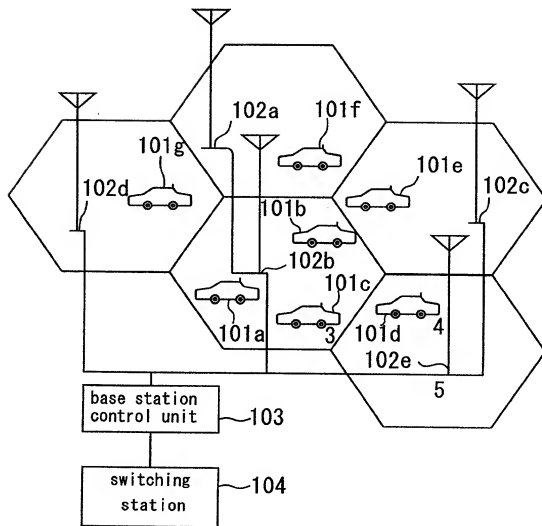 102a
101f
101g
101e
102c
102d
101b
102b
101c
3
101a
101d
4
102e
5
base station
control unit
103
switching
station
104